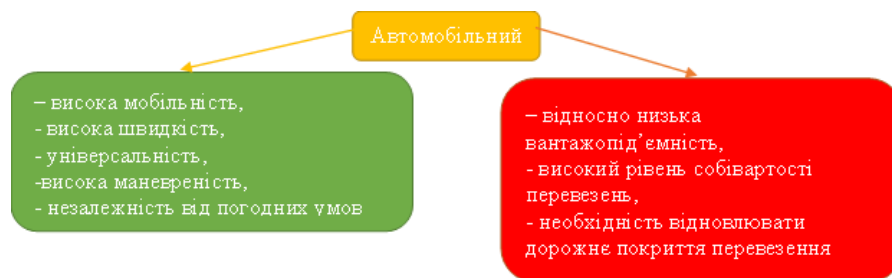 Автомобільний
– висока мобільність,
- висока швидкість,
- універсальність,
-висока маневреність,
- незалежність від погодних умов
– відносно низька
вантажопід’ємність,
- високий рівень собівартості
перевезень,
- необхідність відновлювати
дорожнє покриття перевезення